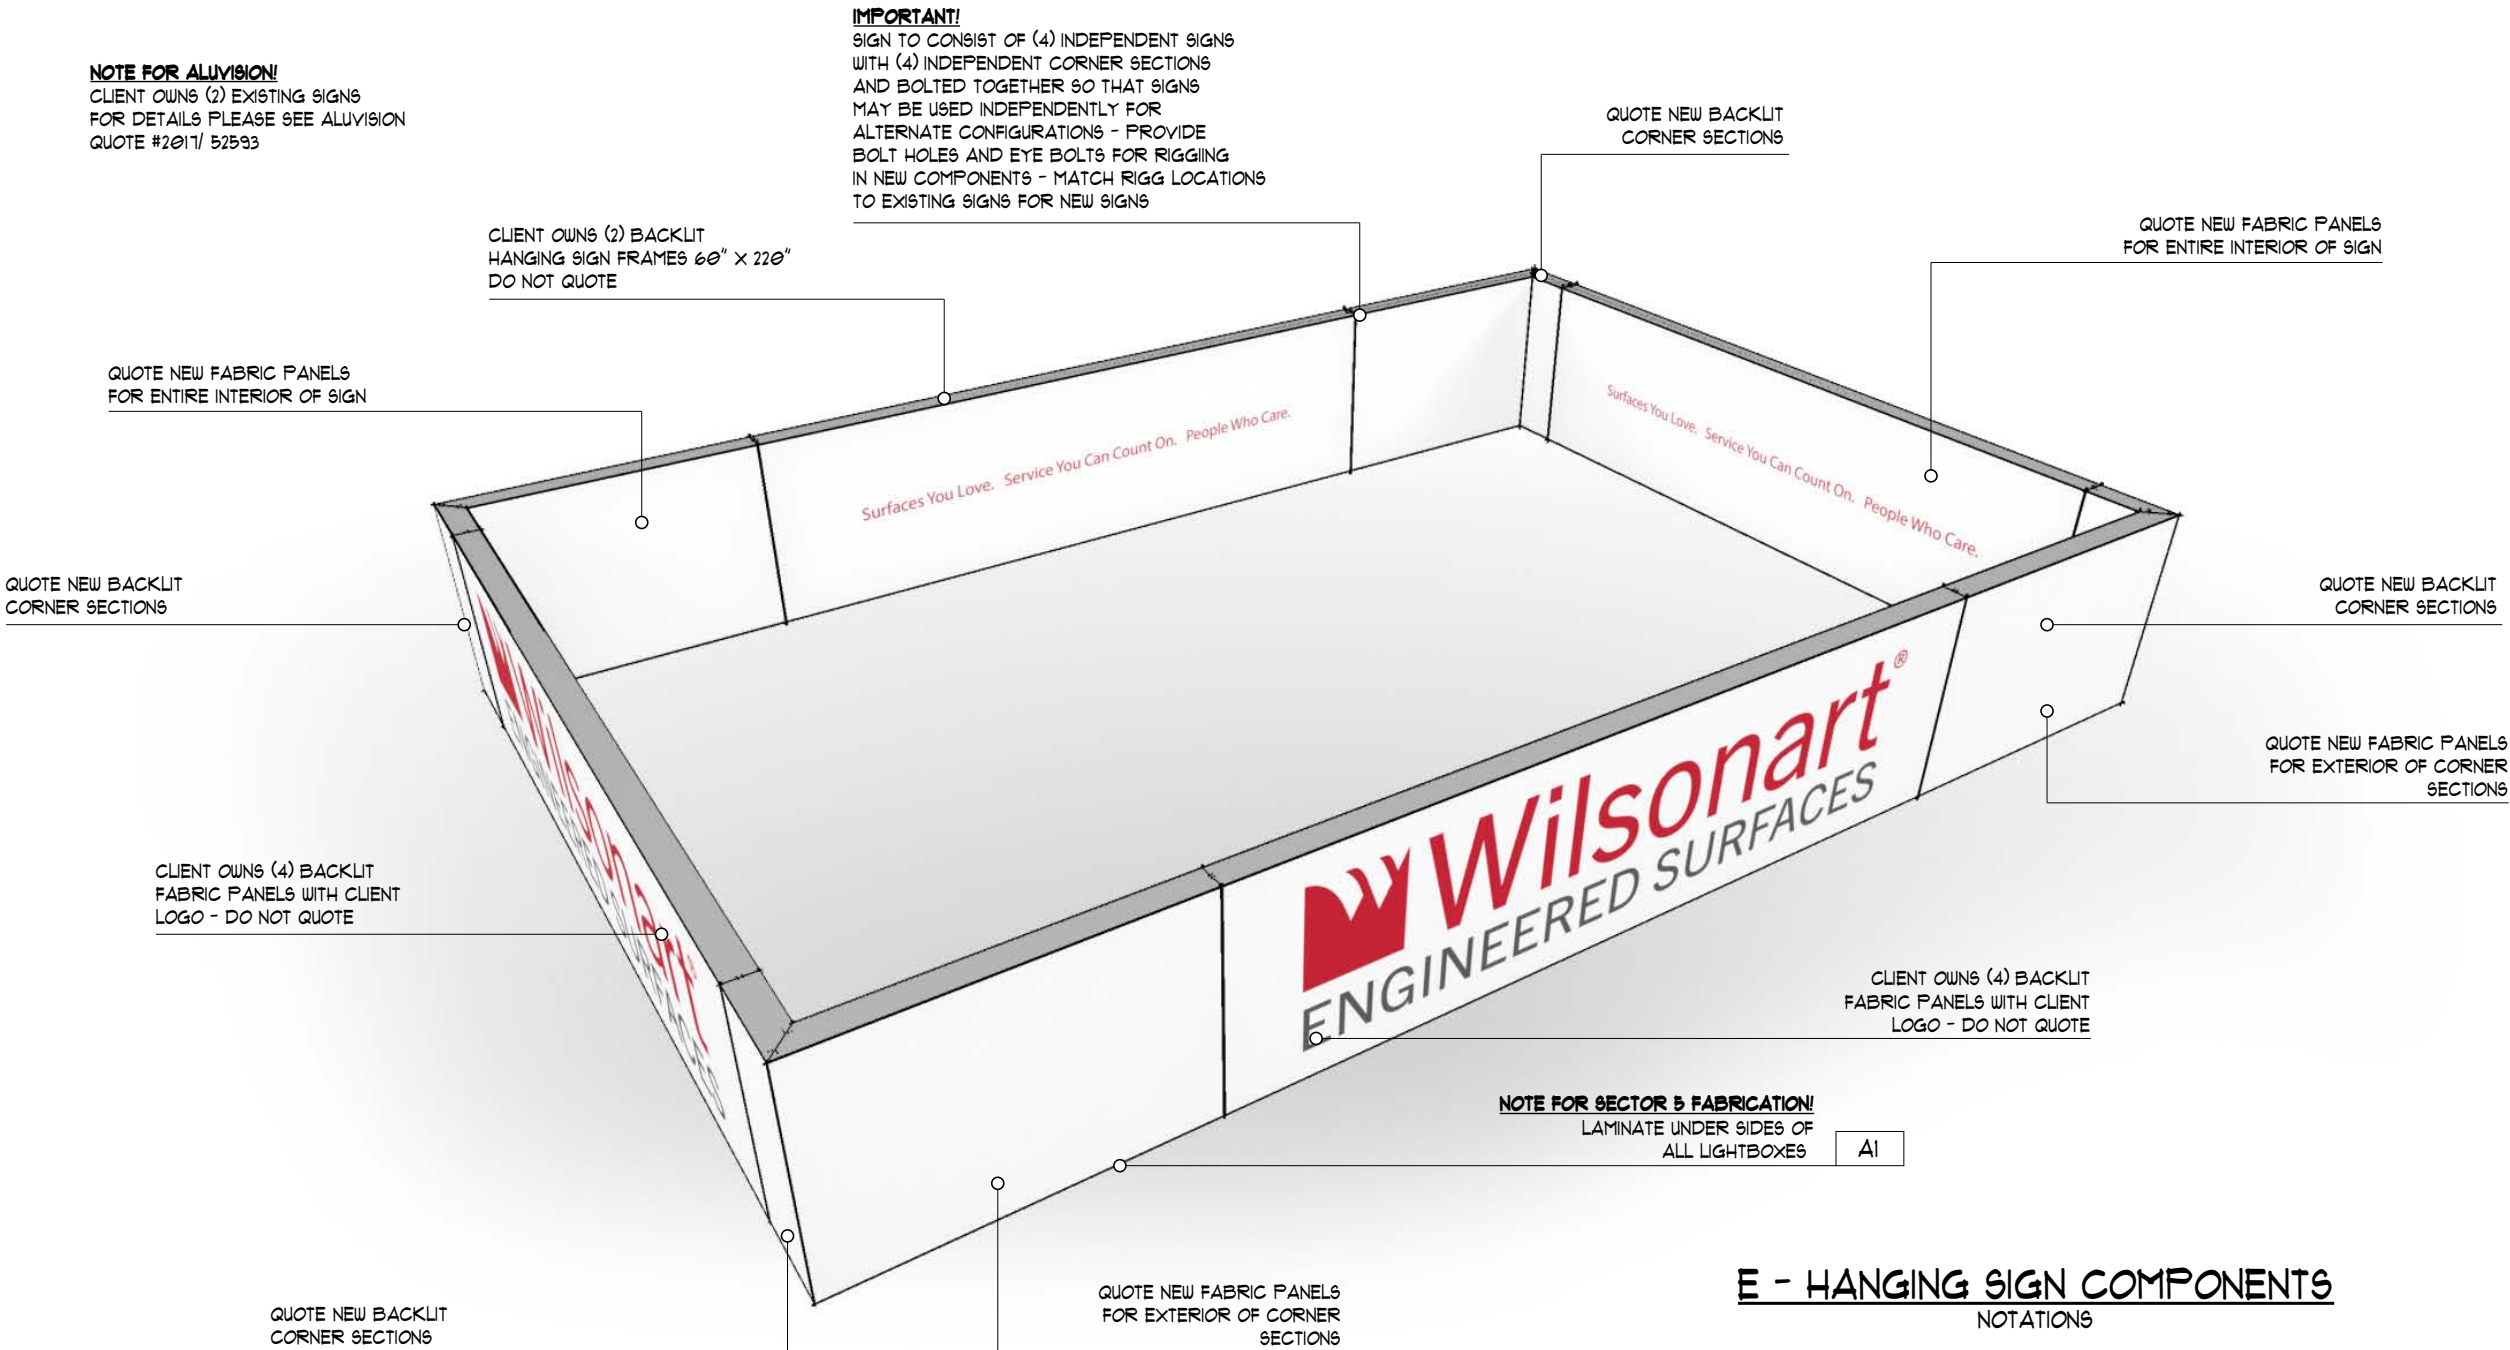 IMPORTANT!
SIGN TO CONSIST OF (4) INDEPENDENT SIGNS
WITH (4) INDEPENDENT CORNER SECTIONS
AND BOLTED TOGETHER SO THAT SIGNS
MAY BE USED INDEPENDENTLY FOR
ALTERNATE CONFIGURATIONS - PROVIDE
BOLT HOLES AND EYE BOLTS FOR RIGGIING
IN NEW COMPONENTS - MATCH RIGG LOCATIONS
TO EXISTING SIGNS FOR NEW SIGNS
NOTE FOR ALUVISION!
CLIENT OWNS (2) EXISTING SIGNS
FOR DETAILS PLEASE SEE ALUVISION
QUOTE #2017/ 52593
QUOTE NEW BACKLIT
CORNER SECTIONS
CLIENT OWNS (2) BACKLIT
HANGING SIGN FRAMES 60" X 220"
DO NOT QUOTE
QUOTE NEW FABRIC PANELS
FOR ENTIRE INTERIOR OF SIGN
QUOTE NEW FABRIC PANELS
FOR ENTIRE INTERIOR OF SIGN
Surfaces You Love. Service You Can Count On. People Who Care.
Surfaces You Love. Service You Can Count On. People Who Care.
QUOTE NEW BACKLIT
CORNER SECTIONS
QUOTE NEW BACKLIT
CORNER SECTIONS
Wilsonart®
ENGINEERED SURFACES
Wilsonart®
ENGINEERED SURFACES
QUOTE NEW FABRIC PANELS
FOR EXTERIOR OF CORNER
SECTIONS
CLIENT OWNS (4) BACKLIT
FABRIC PANELS WITH CLIENT
LOGO - DO NOT QUOTE
CLIENT OWNS (4) BACKLIT
FABRIC PANELS WITH CLIENT
LOGO - DO NOT QUOTE
NOTE FOR SECTOR 5 FABRICATION!
LAMINATE UNDER SIDES OF
ALL LIGHTBOXES
A1
QUOTE NEW BACKLIT
CORNER SECTIONS
QUOTE NEW FABRIC PANELS
FOR EXTERIOR OF CORNER
SECTIONS
E - HANGING SIGN COMPONENTS
NOTATIONS